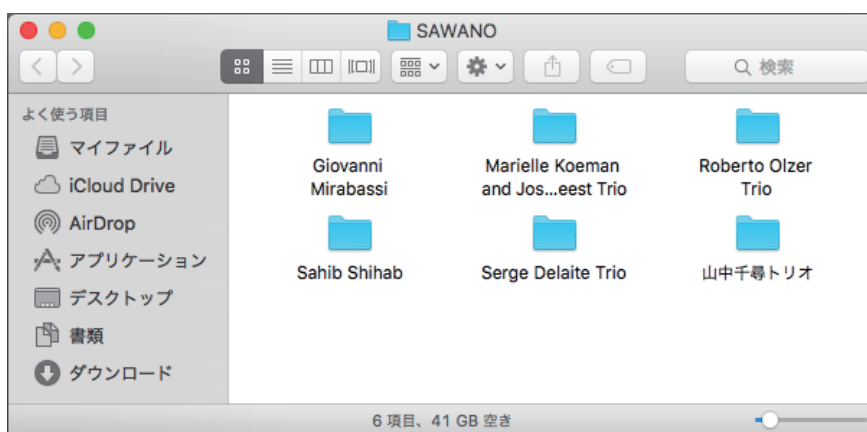 SAWANO
検索
よく使う項目
マイファイル
iCloud Drive
AirDrop
アプリケーション
デスクトップ
書類
ダウンロード
Giovanni
Mirabassi
Marielle Koeman
and Jos...eest Trio
Roberto Olzer
Trio
Sahib Shihab
Serge Delaite Trio
山中千尋トリオ
6 項目、41 GB 空き